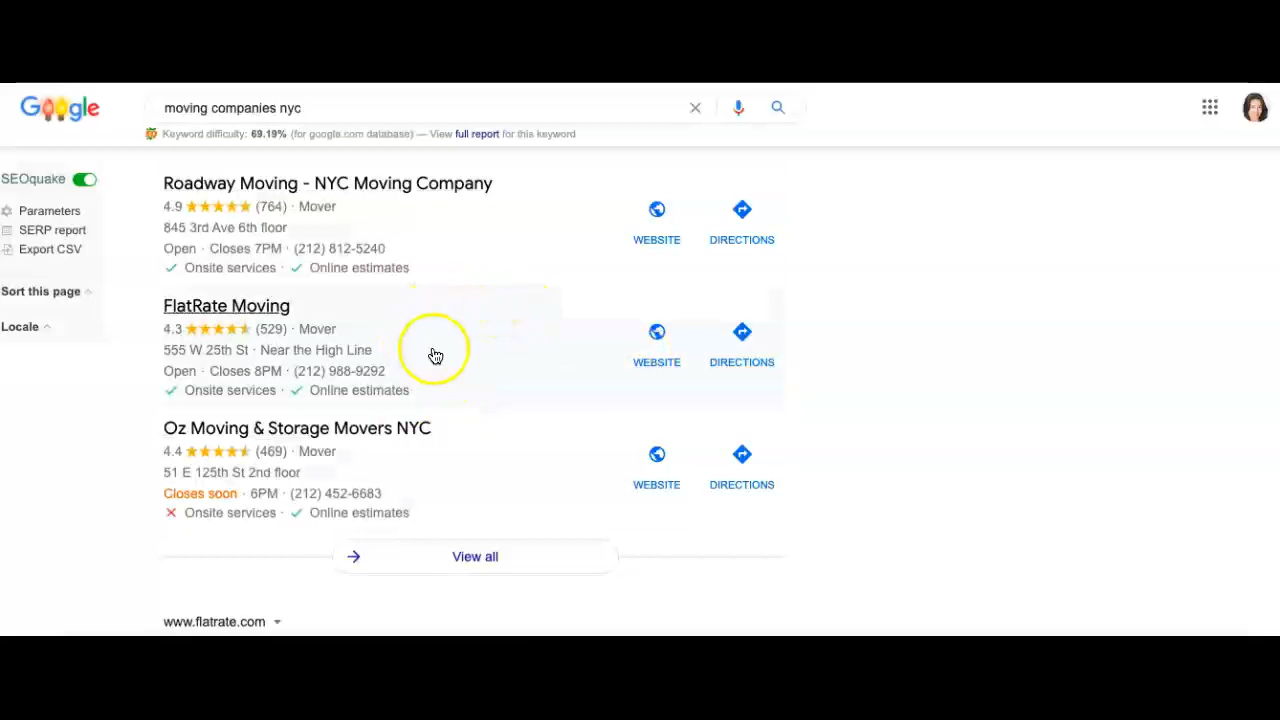 Google
moving companies nyc
Keyword difficulty: 69.19% (for google.com database) — View full report for this keyword
SEOquake
Parameters
SERP report
Export CSV
Sort this page
Locale
Roadway Moving - NYC Moving Company
4.9 (764) · Mover
845 3rd Ave 6th floor
Open · Closes 7PM · (212) 812-5240
Onsite services · Online estimates
WEBSITE
DIRECTIONS
FlatRate Moving
4.3 (529) · Mover
555 W 25th St · Near the High Line
Open · Closes 8PM · (212) 988-9292
Onsite services · Online estimates
WEBSITE
DIRECTIONS
Oz Moving & Storage Movers NYC
4.4 (469) · Mover
51 E 125th St 2nd floor
Closes soon · 6PM · (212) 452-6683
Onsite services · Online estimates
WEBSITE
DIRECTIONS
View all
www.flatrate.com